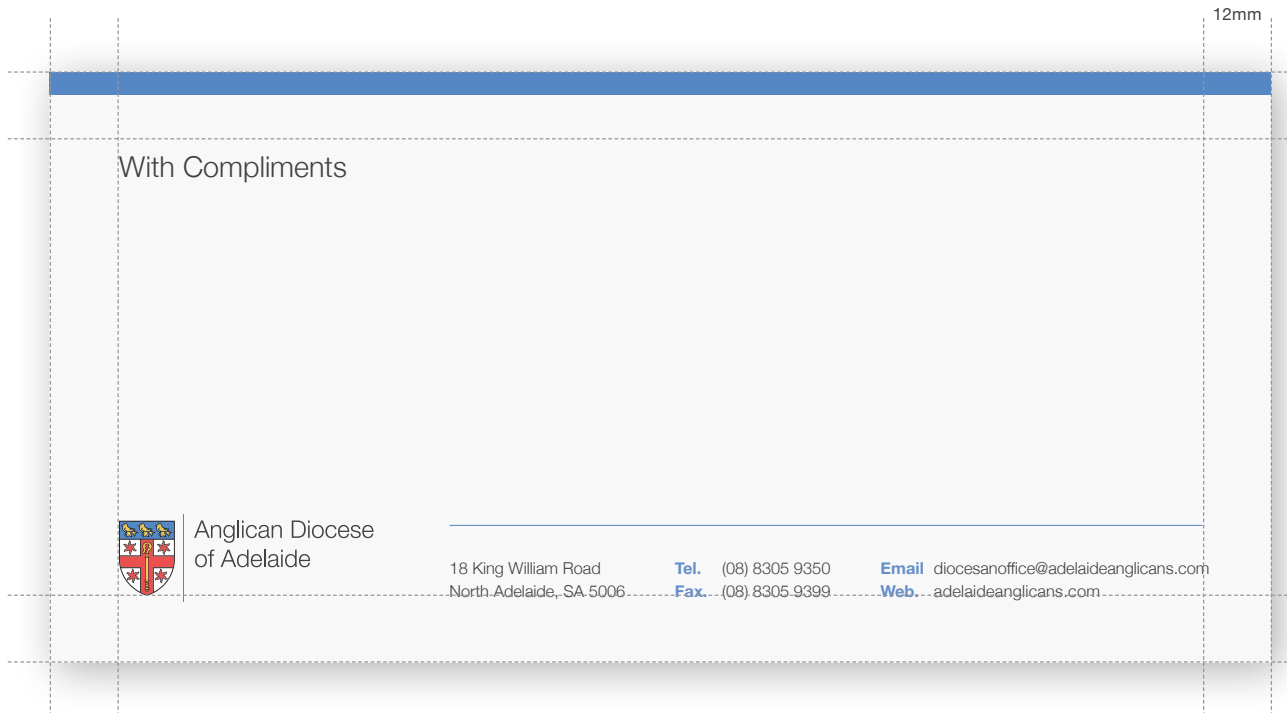 12mm
With Compliments
Anglican Diocese
of Adelaide
18 King William Road
North Adelaide, SA 5006
Tel. (08) 8305 9350
Fax. (08) 8305 9399
Email diocesanoffice@adelaideanglicans.com
Web. adelaideanglicans.com